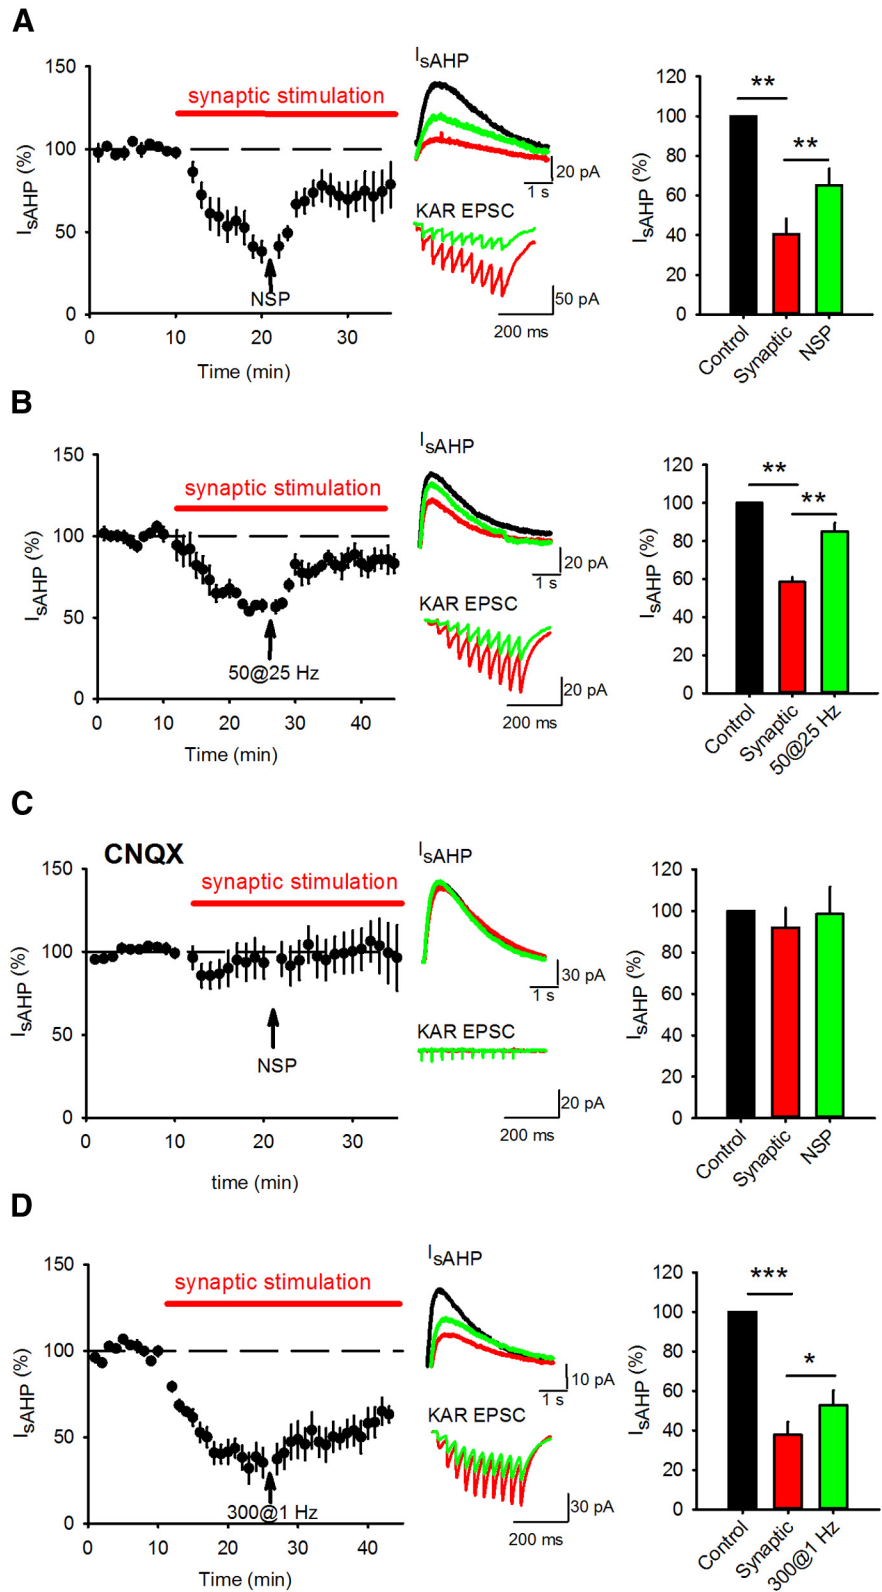 A
150
100
50
0
I sAHP (%)
synaptic stimulation
NSP
0 10 20 30
Time (min)
IsAHP
20 pA
1 s
KAR EPSC
50 pA
200 ms
120
100
80
60
40
20
0
IsAHP (%)
**
**
Control
Synaptic
NSP
B
150
100
50
0
IsAHP (%)
synaptic stimulation
50@25 Hz
0 10 20 30 40
Time (min)
IsAHP
20 pA
1 s
KAR EPSC
20 pA
200 ms
120
100
80
60
40
20
0
IsAHP (%)
**
**
Control
Synaptic
50@25 Hz
C
CNQX
150
100
50
0
IsAHP (%)
synaptic stimulation
NSP
0 10 20 30
time (min)
IsAHP
30 pA
1 s
KAR EPSC
20 pA
200 ms
120
100
80
60
40
20
0
IsAHP (%)
Control
Synaptic
NSP
D
150
100
50
0
IsAHP (%)
synaptic stimulation
300@1 Hz
0 10 20 30 40
Time (min)
IsAHP
10 pA
1 s
KAR EPSC
30 pA
200 ms
120
100
80
60
40
20
0
IsAHP (%)
***
*
Control
Synaptic
300@1 Hz